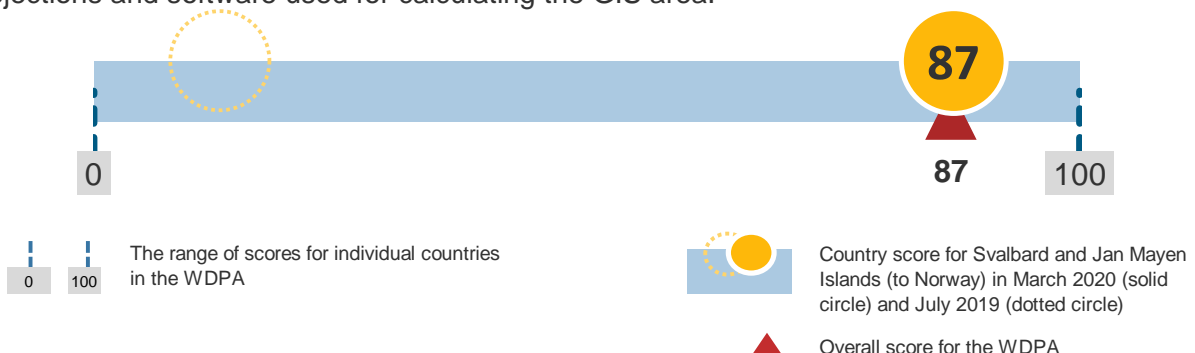 and software used for calculating the GIS area.
87
87
0
100
The range of scores for individual countries
in the WDPA
0 100
Country score for Svalbard and Jan Mayen
Islands (to Norway) in March 2020 (solid
circle) and July 2019 (dotted circle)
Overall score for the WDPA